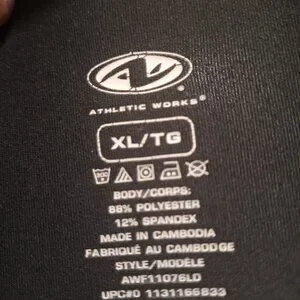 ATHLETIC WORKS®
XL/TG
BODY/CORPS:
88% POLYESTER
12% SPANDEX
MADE IN CAMBODIA
FABRIQUÉ AU CAMBODGE
STYLE/MODÈLE
AWF11076LD
UPC#0 1131166833